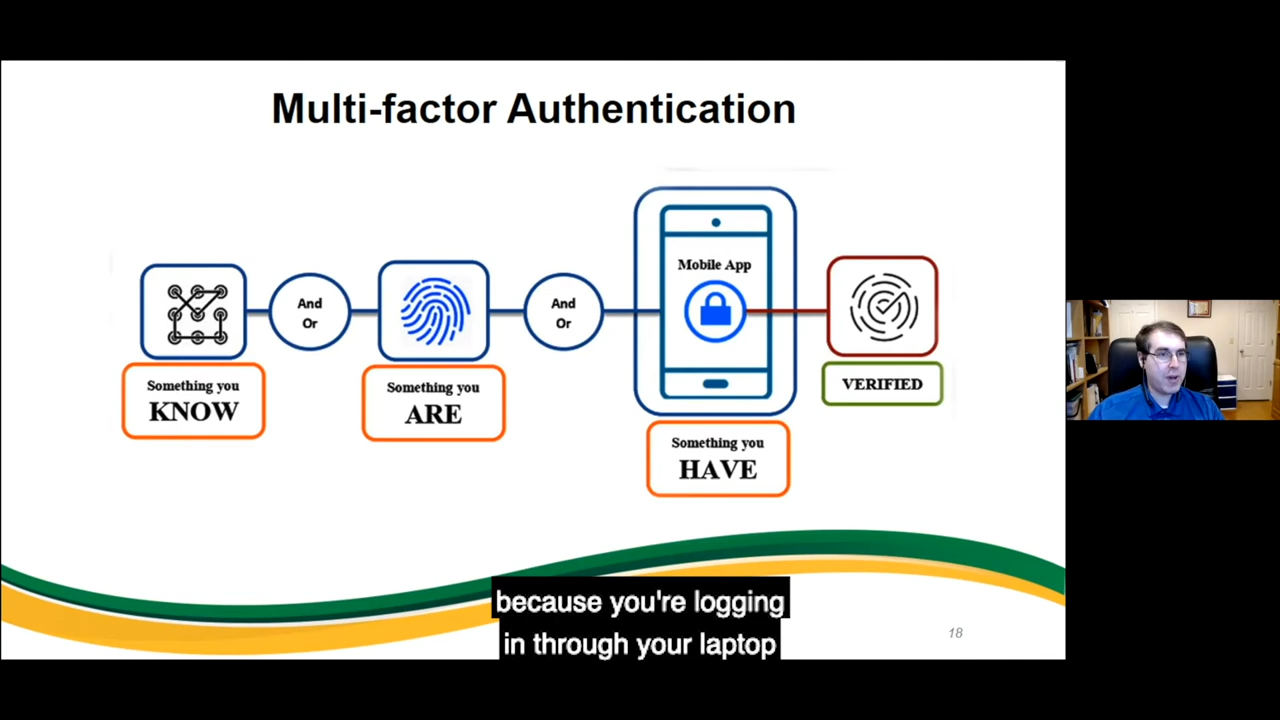 Multi-factor Authentication
And
Or
And
Or
Mobile App
Something you
KNOW
Something you
ARE
Something you
HAVE
VERIFIED
because you're logging
in through your laptop
18